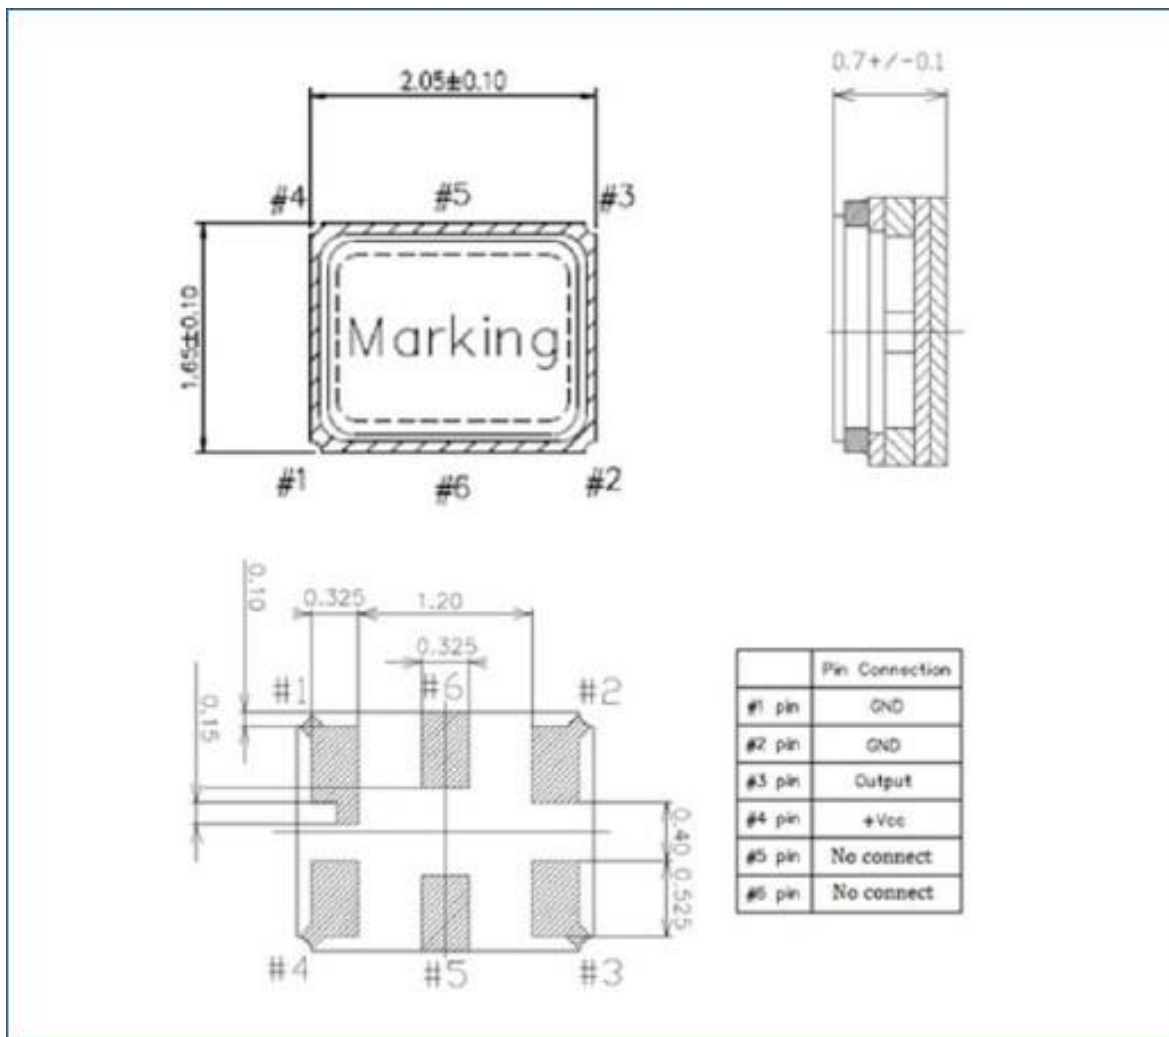 2.05±0.10
0.7+/-0.1
#4
#5
#3
1.65±0.10
Marking
#1
#6
#2
0.10
0.325
1.20
0.325
0.15
#1
#6
#2
0.40
0.525
#4
#5
#3
Pin Connection
#1 pin GND
#2 pin GND
#3 pin Output
#4 pin +Vcc
#5 pin No connect
#6 pin No connect